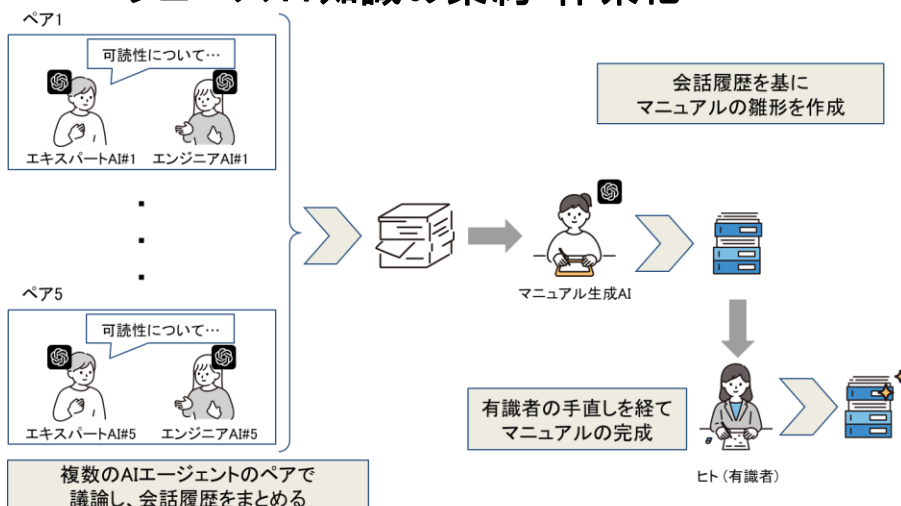 ペア1
可読性について…
エキスパートAI#1
エンジニアAI#1
ペア5
可読性について…
エキスパートAI#5
エンジニアAI#5
複数のAIエージェントのペアで
議論し、会話履歴をまとめる
会話履歴を基に
マニュアルの雛形を作成
マニュアル生成AI
有識者の手直しを経て
マニュアルの完成
ヒト（有識者）